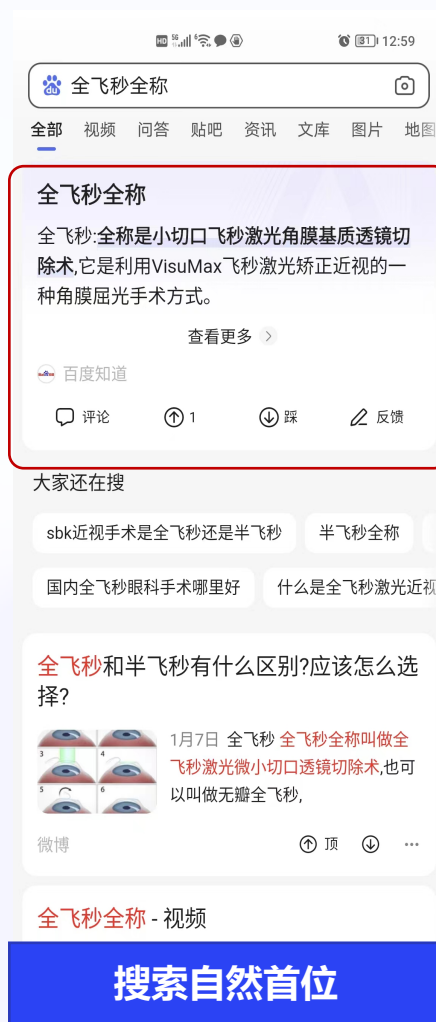 HD 5G 6 31 12:59
du 全飞秒全称
全部 视频 问答 贴吧 资讯 文库 图片 地图
全飞秒全称
全飞秒:全称是小切口飞秒激光角膜基质透镜切
除术,它是利用VisuMax飞秒激光矫正近视的一
种角膜屈光手术方式。
查看更多
百度知道
评论 1 踩 反馈
大家还在搜
sbk近视手术是全飞秒还是半飞秒 半飞秒全称
国内全飞秒眼科手术哪里好 什么是全飞秒激光近视
全飞秒和半飞秒有什么区别?应该怎么选
择?
1月7日 全飞秒 全飞秒全称叫做全
飞秒激光微小切口透镜切除术,也可
以叫做无瓣全飞秒,
3 4
5 6
微博 顶
全飞秒全称 - 视频
搜索自然首位